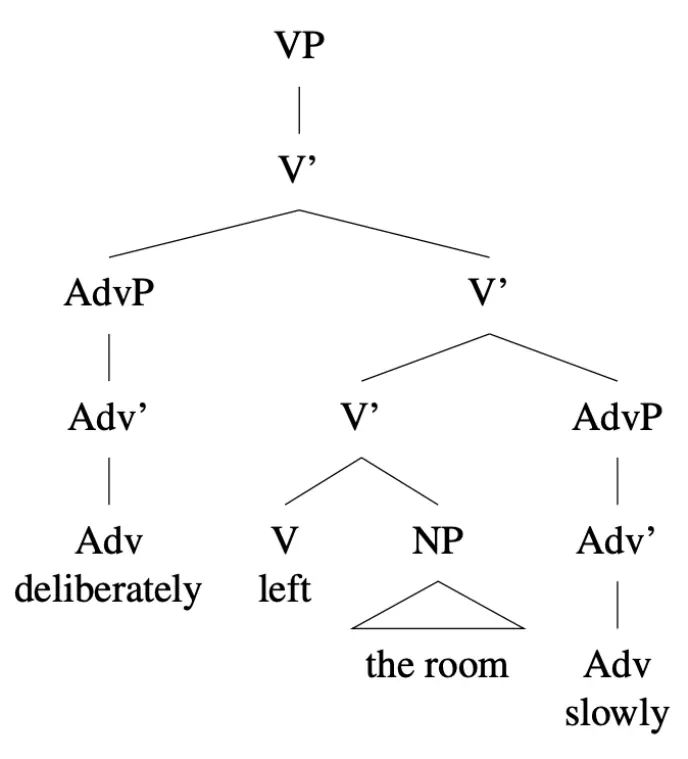 VP
V’
AdvP V’
Adv’ V’ AdvP
Adv V NP Adv’
deliberately left
the room Adv
slowly